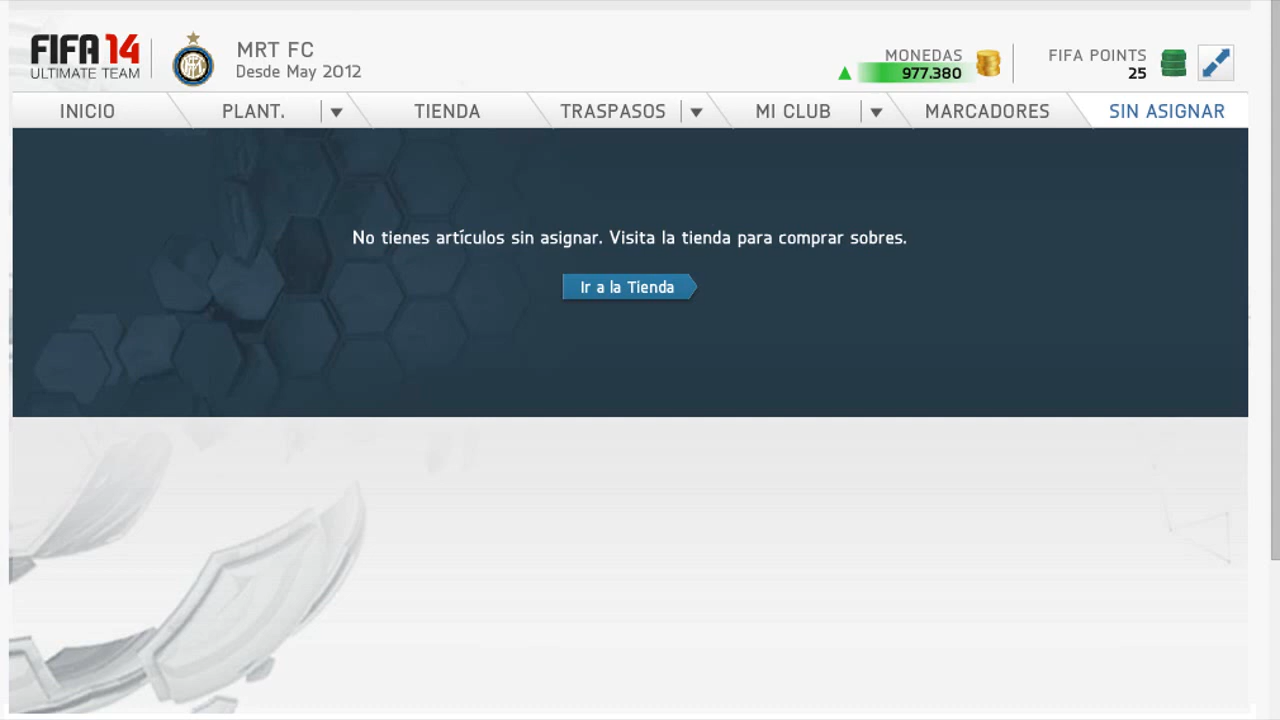 FIFA 14
ULTIMATE TEAM
MRT FC
Desde May 2012
MONEDAS
977.380
FIFA POINTS
25
INICIO
PLANT.
TIENDA
TRASPASOS
MI CLUB
MARCADORES
SIN ASIGNAR
No tienes artículos sin asignar. Visita la tienda para comprar sobres.
Ir a la Tienda